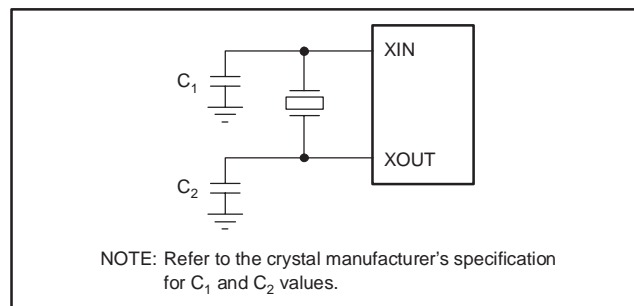 XIN
C₁
XOUT
C₂
NOTE: Refer to the crystal manufacturer’s specification
for C₁ and C₂ values.